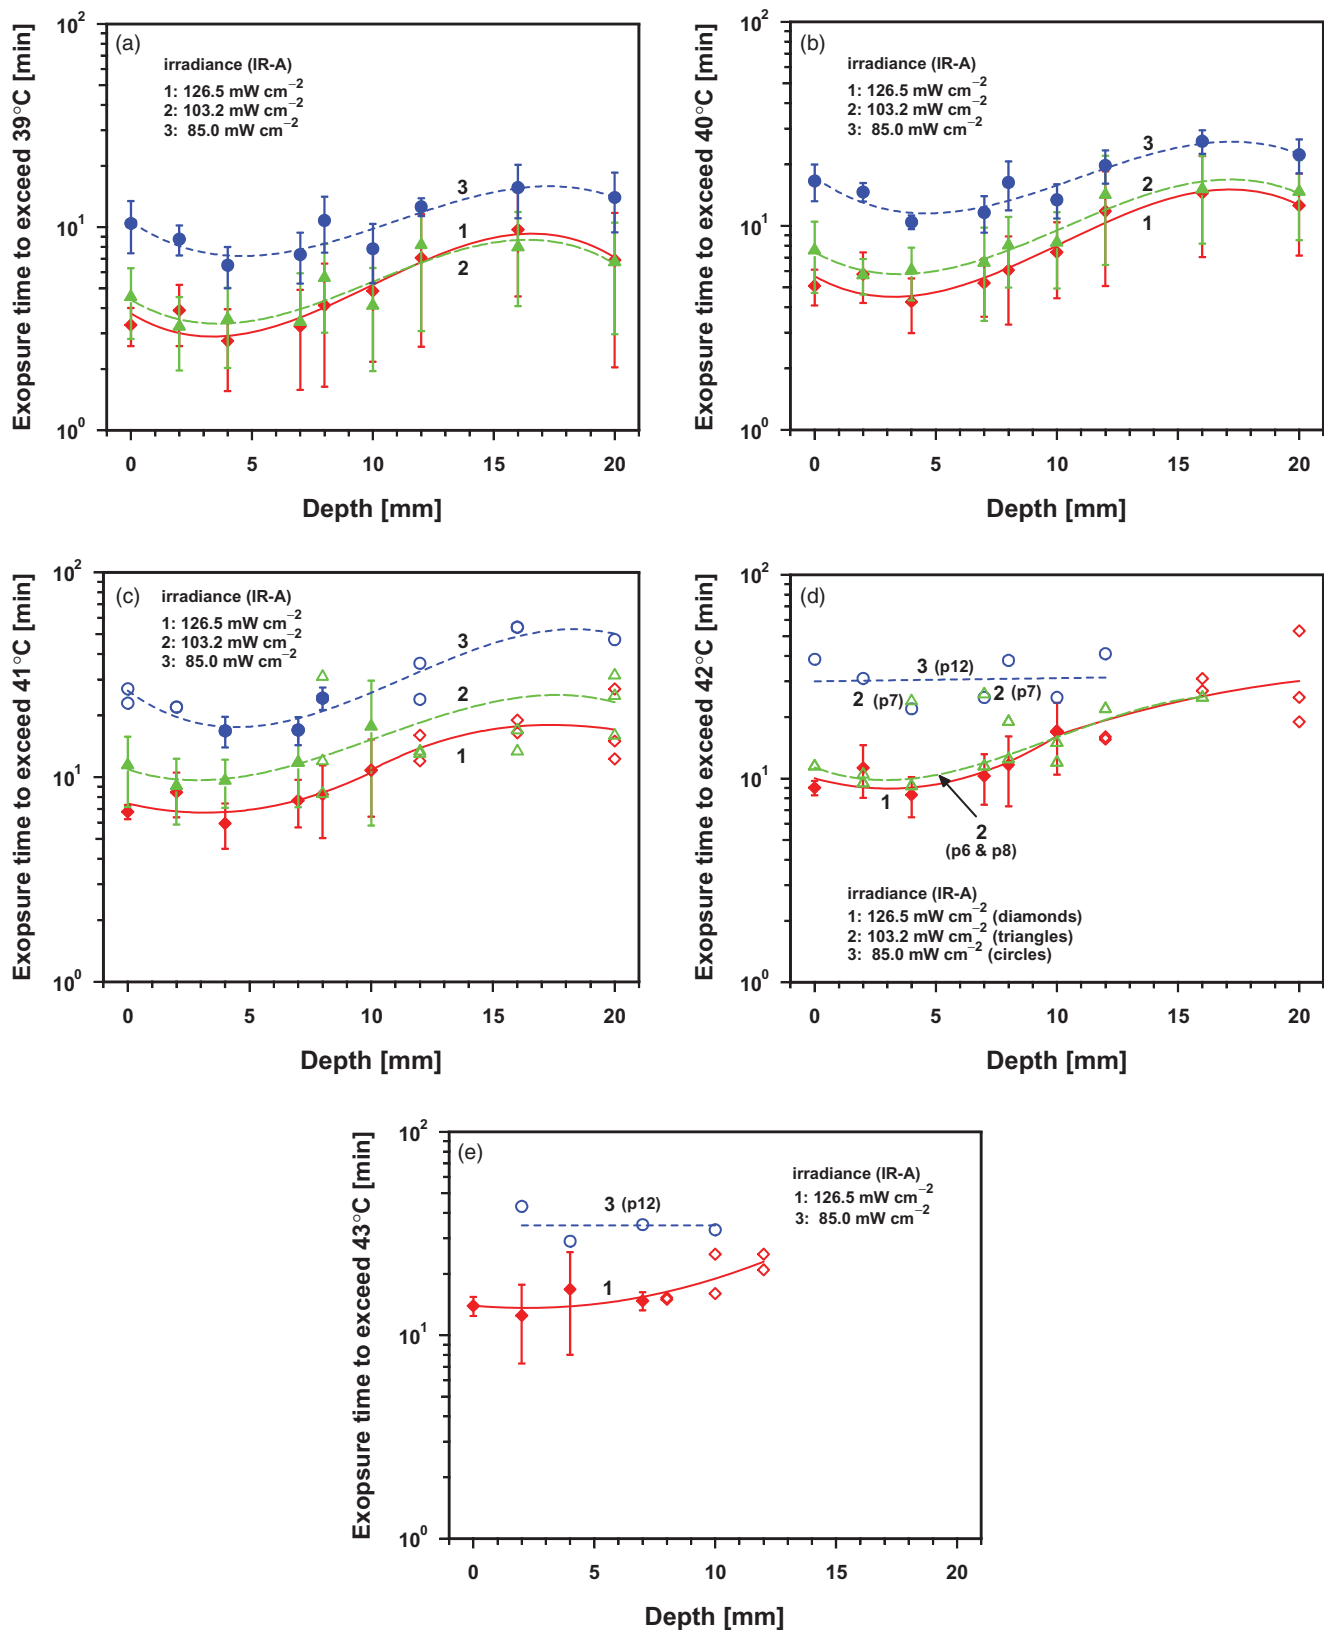 (a)
Exopsure time to exceed 39°C [min]
irradiance (IR-A)
1: 126.5 mW cm⁻²
2: 103.2 mW cm⁻²
3: 85.0 mW cm⁻²
10²
10¹
10⁰
3
1
2
0 5 10 15 20
Depth [mm]
(b)
Exopsure time to exceed 40°C [min]
irradiance (IR-A)
1: 126.5 mW cm⁻²
2: 103.2 mW cm⁻²
3: 85.0 mW cm⁻²
10²
10¹
10⁰
3
2
1
0 5 10 15 20
Depth [mm]
(c)
Exopsure time to exceed 41°C [min]
irradiance (IR-A)
1: 126.5 mW cm⁻²
2: 103.2 mW cm⁻²
3: 85.0 mW cm⁻²
10²
10¹
10⁰
3
2
1
0 5 10 15 20
Depth [mm]
(d)
Exopsure time to exceed 42°C [min]
10²
10¹
10⁰
3 (p12)
2 (p7)
2 (p7)
1
2
(p6 & p8)
irradiance (IR-A)
1: 126.5 mW cm⁻² (diamonds)
2: 103.2 mW cm⁻² (triangles)
3: 85.0 mW cm⁻² (circles)
0 5 10 15 20
Depth [mm]
(e)
Exopsure time to exceed 43°C [min]
irradiance (IR-A)
1: 126.5 mW cm⁻²
3: 85.0 mW cm⁻²
10²
10¹
10⁰
3 (p12)
1
0 5 10 15 20
Depth [mm]